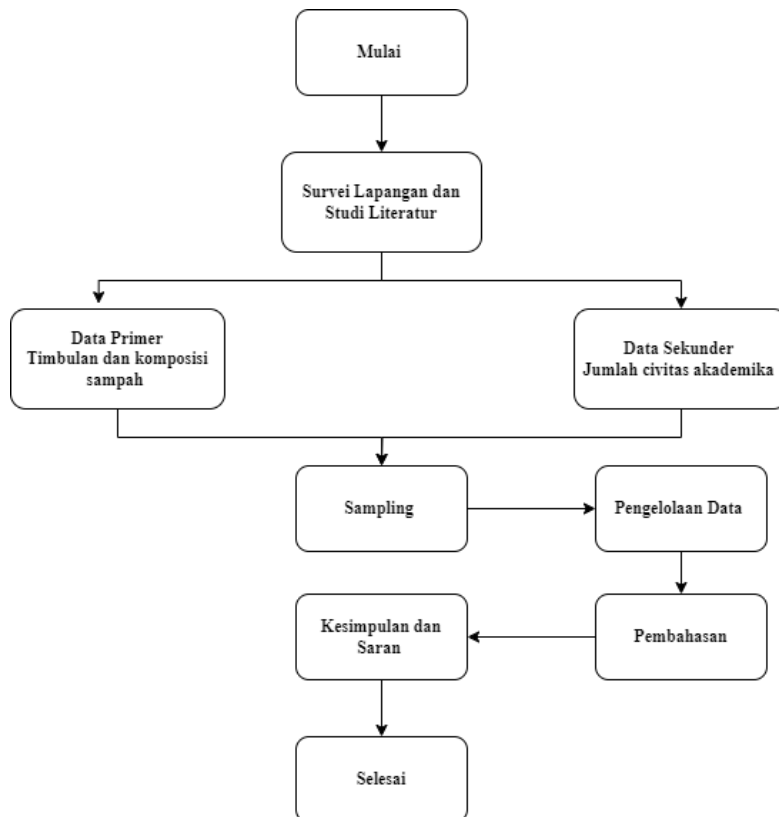 Mulai
Survei Lapangan dan
Studi Literatur
Data Primer
Timbulan dan komposisi
sampah
Data Sekunder
Jumlah civitas akademika
Sampling
Pengelolaan Data
Kesimpulan dan
Saran
Pembahasan
Selesai